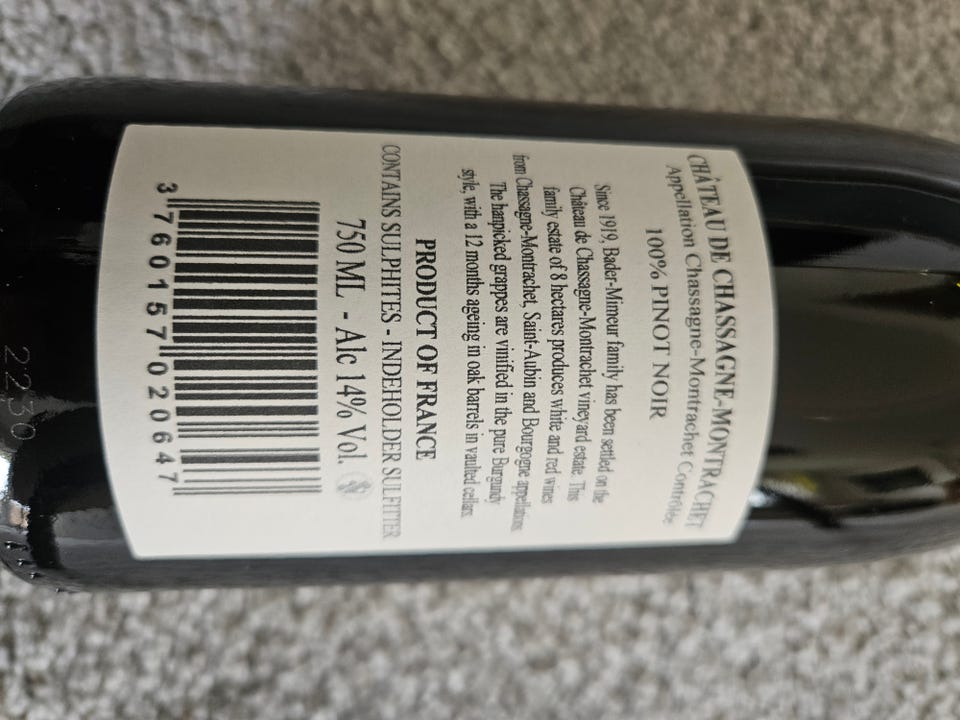 CHÂTEAU DE CHASSAGNE-MONTRACHET
Appellation Chassagne-Montrachet Contrôlée
100% PINOT NOIR
Since 1919, Bader-Mimeur family has been settled on the
Château de Chassagne-Montrachet vineyard estate. This
family estate of 8 hectares produces white and red wines
from Chassagne-Montrachet, Saint-Aubin and Bourgogne appellations.
The hanpicked grappes are vinified in the pure Burgundy
style, with a 12 months ageing in oak barrels in vaulted cellars.
PRODUCT OF FRANCE
CONTAINS SULPHITES - INDEHOLDER SULFITTER
750 ML - Alc 14% Vol.
3 760157 020647